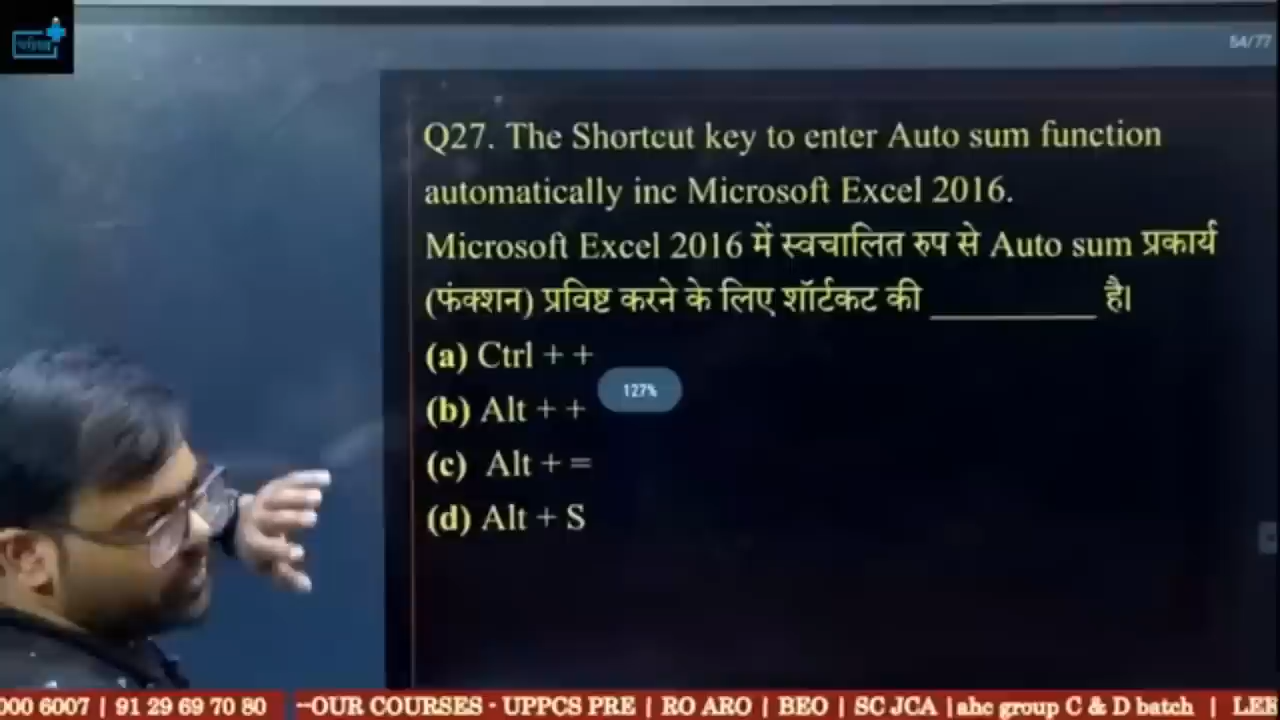 54/77
Q27. The Shortcut key to enter Auto sum function
automatically inc Microsoft Excel 2016.
Microsoft Excel 2016 में स्वचालित रुप से Auto sum प्रकार्य
(फंक्शन) प्रविष्ट करने के लिए शॉर्टकट की __________ है।
(a) Ctrl + +
127%
(b) Alt + +
(c) Alt + =
(d) Alt + S
000 6007 | 91 29 69 70 80 --OUR COURSES - UPPCS PRE | RO ARO | BEO | SC JCA | ahc group C & D batch |